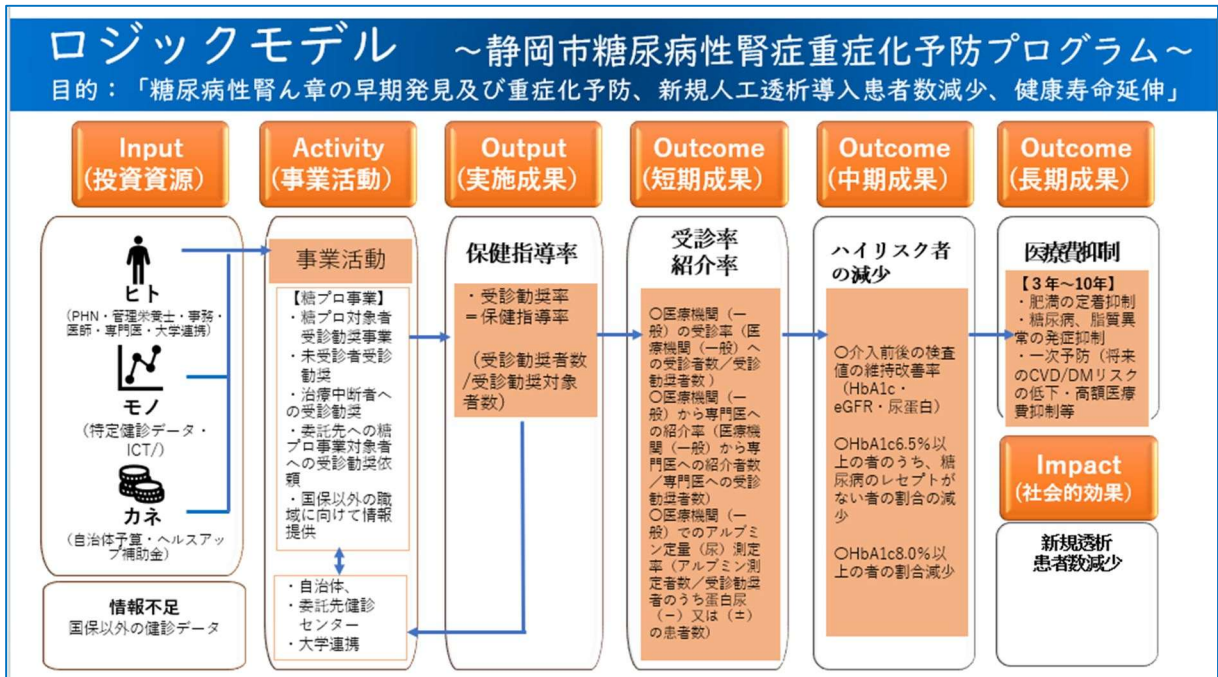 ロジックモデル ～静岡市糖尿病性腎症重症化予防プログラム～
目的：「糖尿病性腎ん章の早期発見及び重症化予防、新規人工透析導入患者数減少、健康寿命延伸」
Input
(投資資源)
ヒト
(PHN・管理栄養士・事務・
医師・専門医・大学連携)
モノ
(特定健診データ・
ICT/)
カネ
(自治体予算・ヘルスアッ
プ補助金)
情報不足
国保以外の健診データ
Activity
(事業活動)
事業活動
【糖プロ事業】
・糖プロ対象者
受診勧奨事業
・未受診者受診
勧奨
・治療中断者へ
の受診勧奨
・委託先への糖
プロ事業対象者
への受診勧奨依
頼
・国保以外の職
域に向けて情報
提供
・自治体、
・委託先健診
センター
・大学連携
Output
(実施成果)
保健指導率
・受診勧奨率
＝保健指導率
（受診勧奨者数
/受診勧奨対象
者数)
Outcome
(短期成果)
受診率
紹介率
〇医療機関（一
般）の受診率（医
療機関（一般）へ
の受診者数/受診
勧奨者数）
〇医療機関（一
般）から専門医へ
の紹介率（医療機
関（一般）から専
門医への紹介者数
／専門医への受診
勧奨者数）
〇医療機関（一
般）でのアルブミ
ン定量（尿）測定
率（アルブミン測
定者数／受診勧奨
者のうち蛋白尿
（－）又は（±）
の患者数）
Outcome
(中期成果)
ハイリスク者
の減少
〇介入前後の検査
値の維持改善率
（HbA1c・
eGFR・尿蛋白）
〇HbA1c6.5％以
上の者のうち、糖
尿病のレセプトが
ない者の割合の減
少
〇HbA1c8.0％以
上の者の割合減少
Outcome
(長期成果)
医療費抑制
【３年～10年】
・肥満の定着抑制
・糖尿病、脂質異
常の発症抑制
・一次予防（将来
のCVD/DMリスク
の低下・高額医療
費抑制等
Impact
(社会的効果)
新規透析
患者数減少